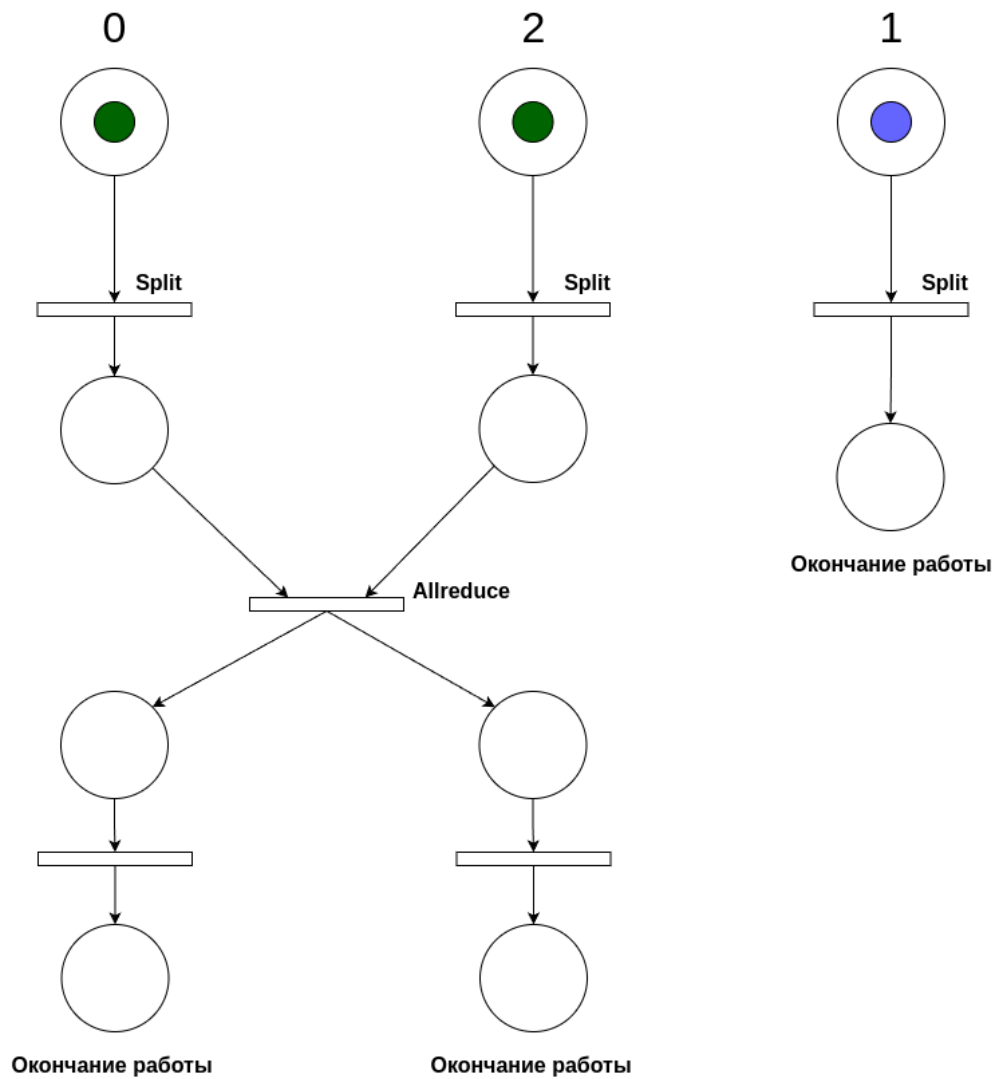 0
2
1
Split
Split
Split
Allreduce
Окончание работы
Окончание работы
Окончание работы